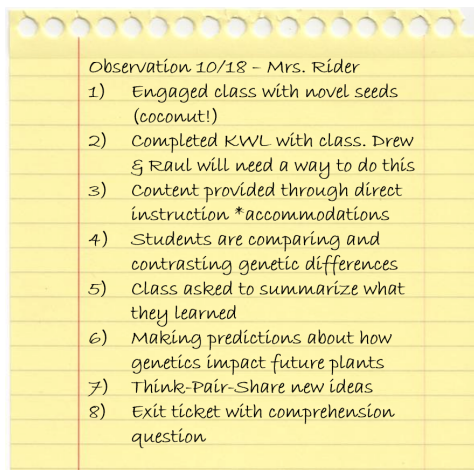 Observation 10/18 - Mrs. Rider
1) Engaged class with novel seeds
(coconut!)
2) Completed KWL with class. Drew
& Raul will need a way to do this
3) Content provided through direct
instruction *accommodations
4) Students are comparing and
contrasting genetic differences
5) Class asked to summarize what
they learned
6) Making predictions about how
genetics impact future plants
7) Think-Pair-Share new ideas
8) Exit ticket with comprehension
question